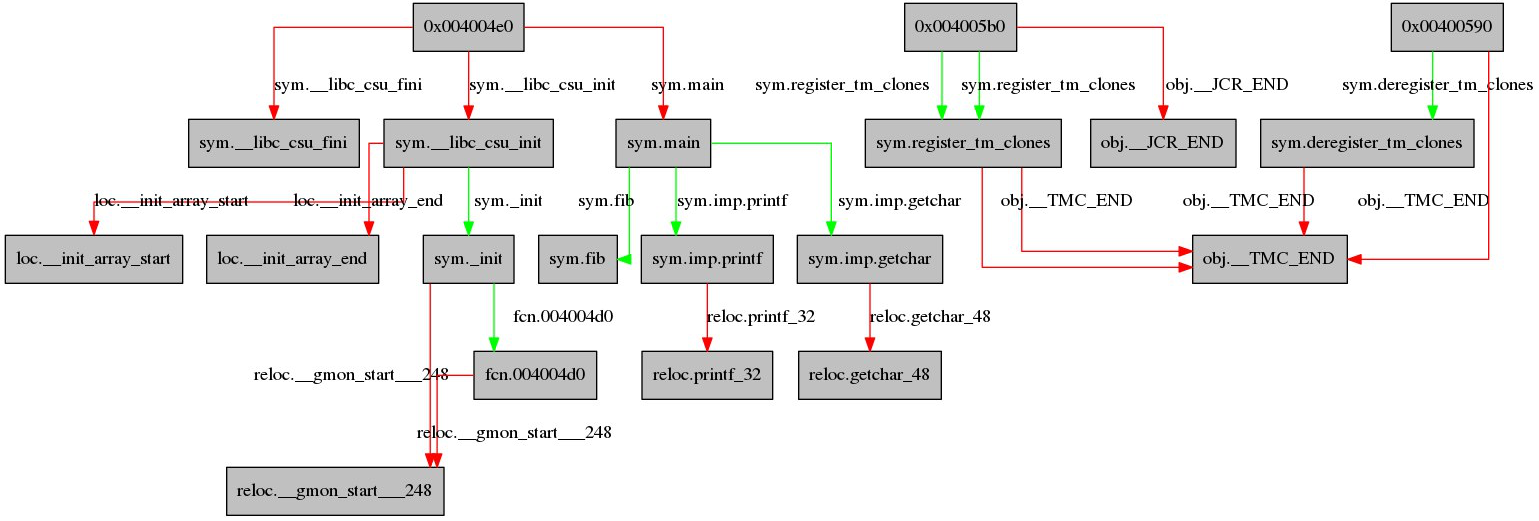 0x004004e0
0x004005b0
0x00400590
sym.__libc_csu_fini
sym.__libc_csu_init
sym.main
sym.register_tm_clones
sym.register_tm_clones
obj.__JCR_END
sym.deregister_tm_clones
sym.__libc_csu_fini
sym.__libc_csu_init
sym.main
sym.register_tm_clones
obj.__JCR_END
sym.deregister_tm_clones
loc.__init_array_start
loc.__init_array_end
sym._init
sym.fib
sym.imp.printf
sym.imp.getchar
obj.__TMC_END
obj.__TMC_END
obj.__TMC_END
loc.__init_array_start
loc.__init_array_end
sym._init
sym.fib
sym.imp.printf
sym.imp.getchar
obj.__TMC_END
fcn.004004d0
reloc.printf_32
reloc.getchar_48
reloc.__gmon_start___248
fcn.004004d0
reloc.printf_32
reloc.getchar_48
reloc.__gmon_start___248
reloc.__gmon_start___248